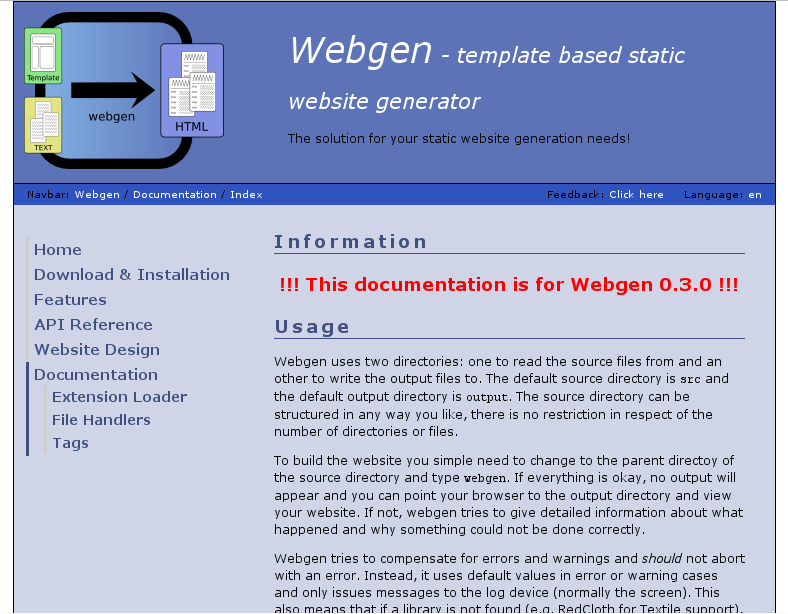 Template
TEXT
webgen
HTML
Webgen - template based static
website generator
The solution for your static website generation needs!
Navbar: Webgen / Documentation / Index
Feedback: Click here Language: en
Home
Download & Installation
Features
API Reference
Website Design
Documentation
Extension Loader
File Handlers
Tags
Information
!!! This documentation is for Webgen 0.3.0 !!!
Usage
Webgen uses two directories: one to read the source files from and an
other to write the output files to. The default source directory is src and
the default output directory is output. The source directory can be
structured in any way you like, there is no restriction in respect of the
number of directories or files.
To build the website you simple need to change to the parent directoy of
the source directory and type webgen. If everything is okay, no output will
appear and you can point your browser to the output directory and view
your website. If not, webgen tries to give detailed information about what
happened and why something could not be done correctly.
Webgen tries to compensate for errors and warnings and should not abort
with an error. Instead, it uses default values in error or warning cases
and only issues messages to the log device (normally the screen). This
also means that if a library is not found (e.g. RedCloth for Textile support),